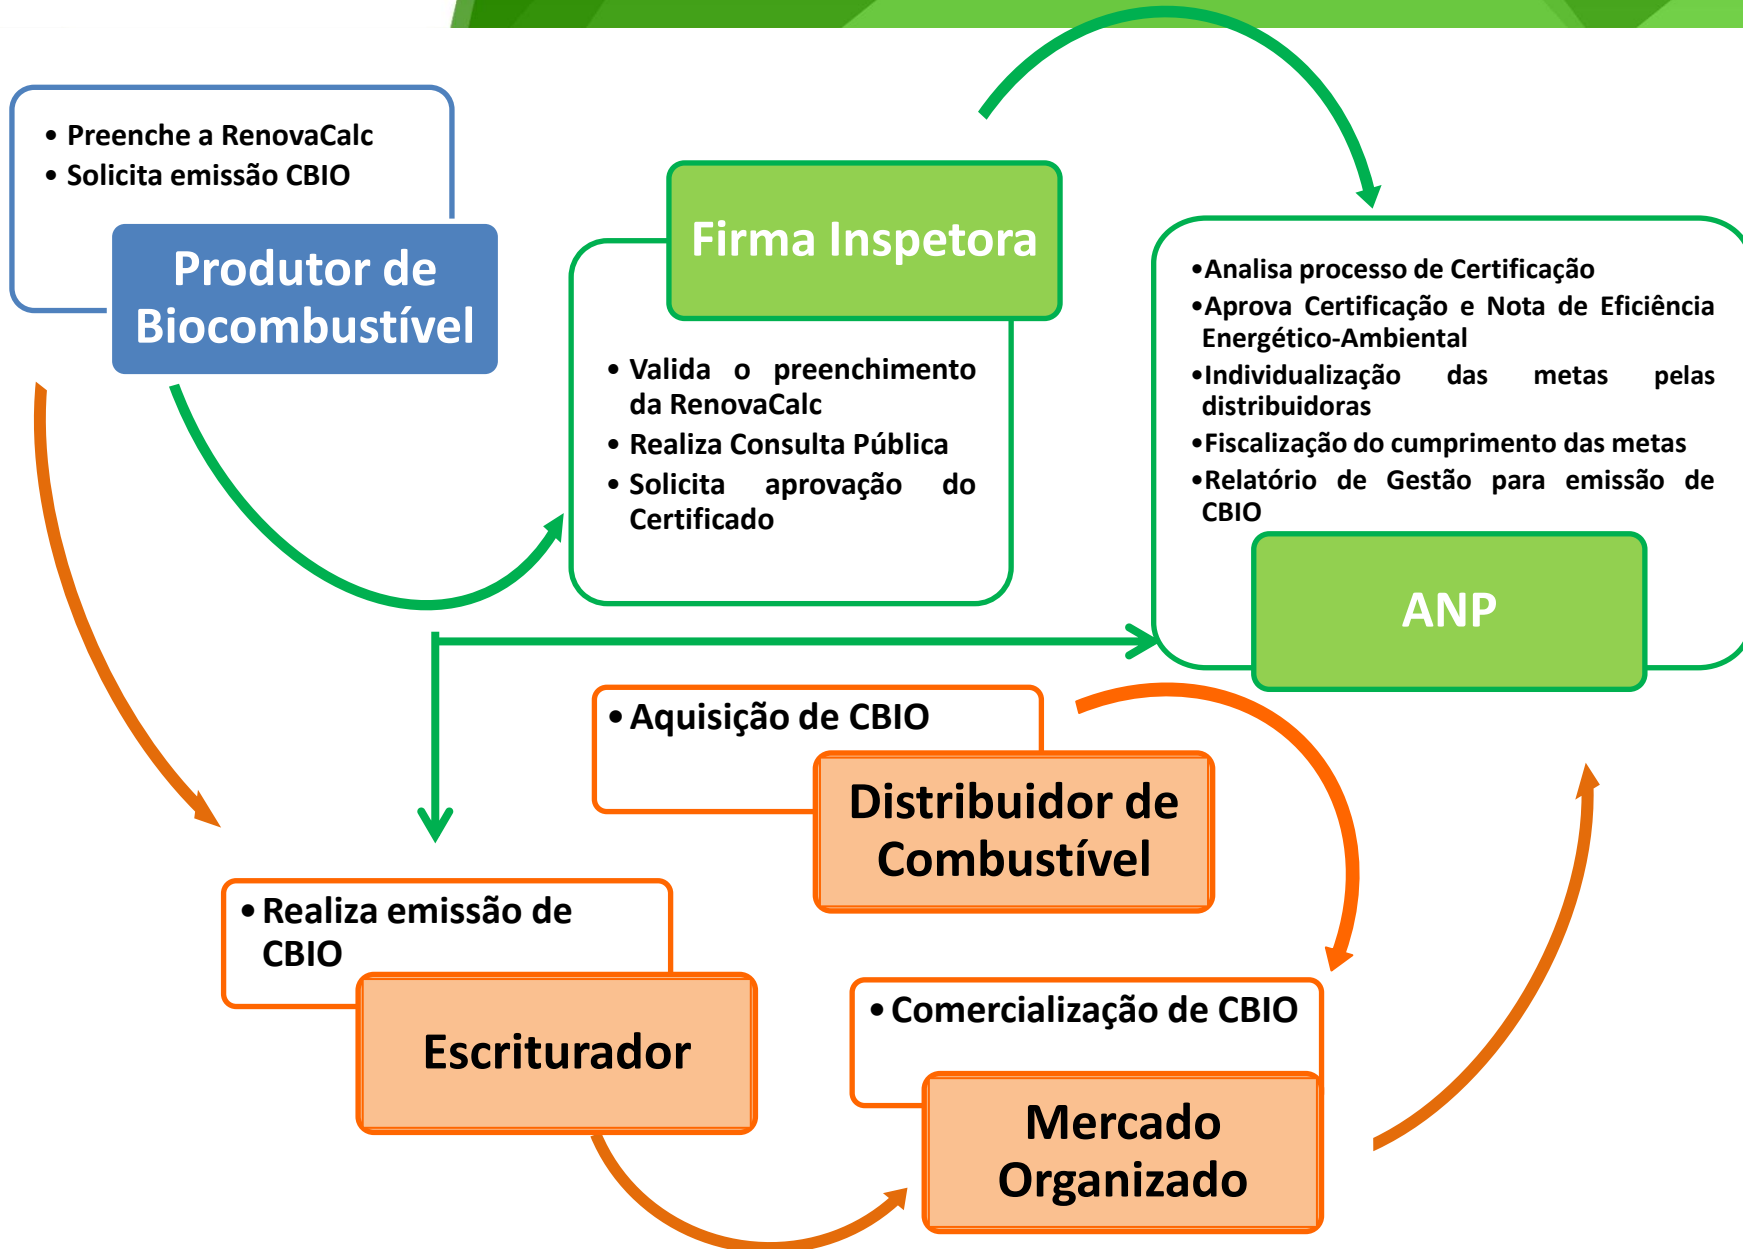 • Preenche a RenovaCalc
• Solicita emissão CBIO
Produtor de
Biocombustível
Firma Inspetora
• Valida o preenchimento
da RenovaCalc
• Realiza Consulta Pública
• Solicita aprovação do
Certificado
•Analisa processo de Certificação
•Aprova Certificação e Nota de Eficiência
Energético-Ambiental
•Individualização das metas pelas
distribuidoras
•Fiscalização do cumprimento das metas
•Relatório de Gestão para emissão de
CBIO
ANP
•Aquisição de CBIO
Distribuidor de
Combustível
•Realiza emissão de
CBIO
Escriturador
•Comercialização de CBIO
Mercado
Organizado